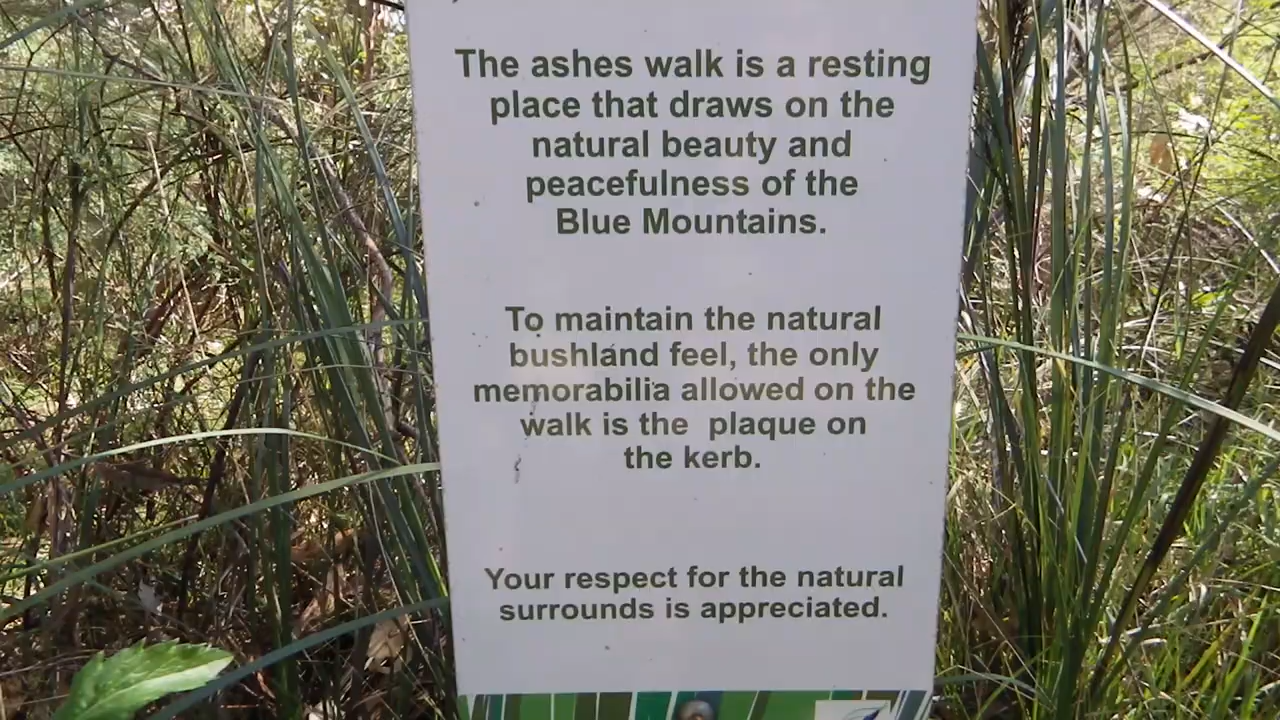 The ashes walk is a resting
place that draws on the
natural beauty and
peacefulness of the
Blue Mountains.
To maintain the natural
bushland feel, the only
memorabilia allowed on the
walk is the  plaque on
the kerb.
Your respect for the natural
surrounds is appreciated.